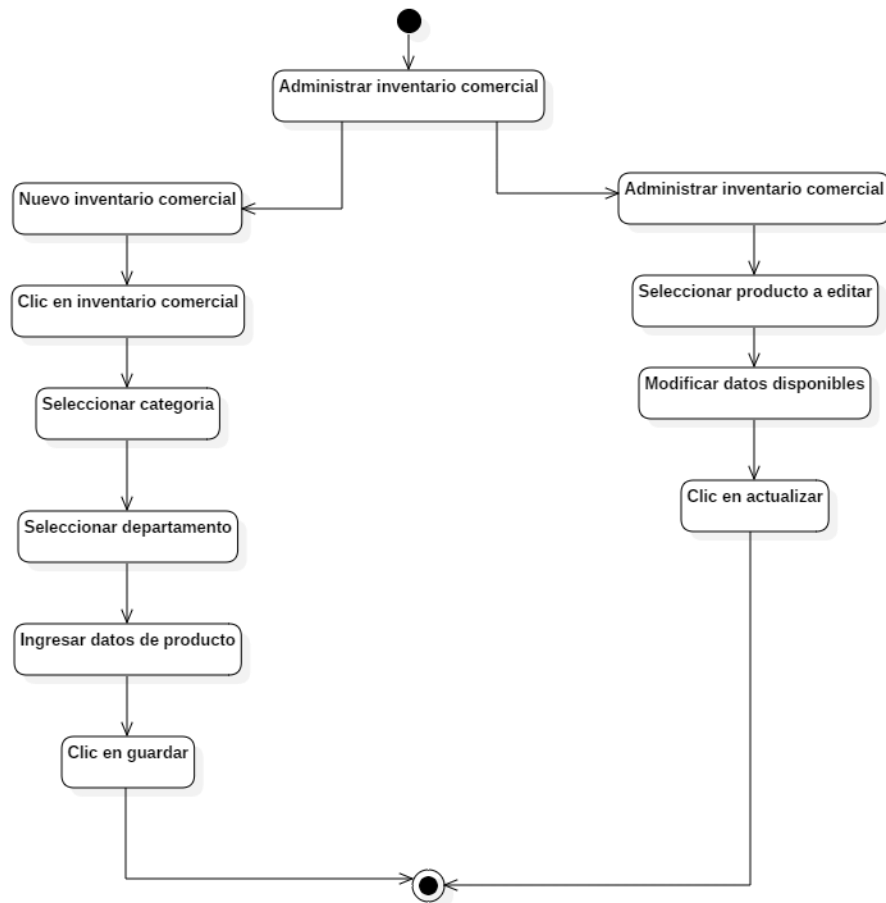 Administrar inventario comercial
Nuevo inventario comercial
Clic en inventario comercial
Seleccionar categoria
Seleccionar departamento
Ingresar datos de producto
Clic en guardar
Administrar inventario comercial
Seleccionar producto a editar
Modificar datos disponibles
Clic en actualizar